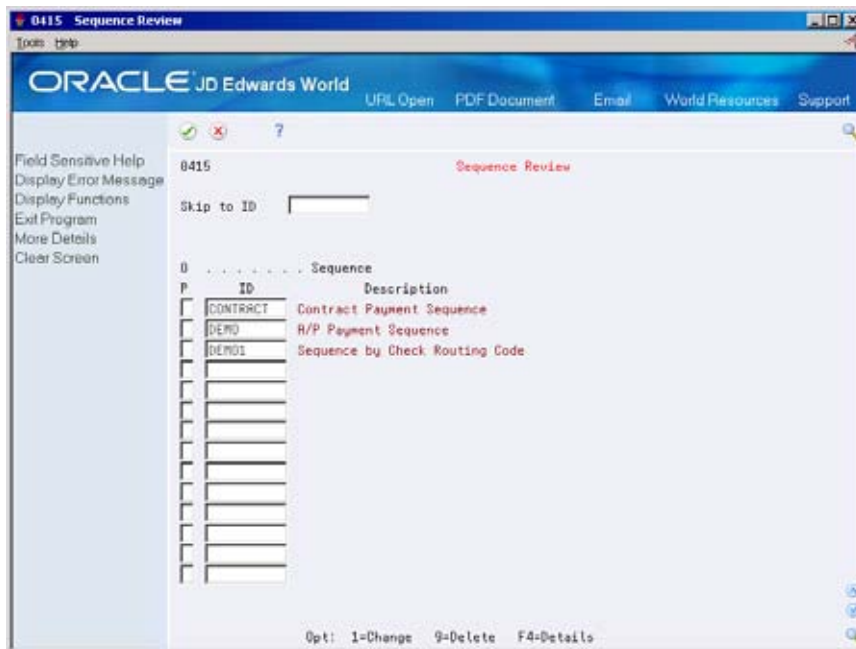 0415 Sequence Review
Tools Help
ORACLE JD Edwards World
URL Open PDF Document Email World Resources Support
?
Field Sensitive Help
Display Error Message
Display Functions
Exit Program
More Details
Clear Screen
0415 Sequence Review
Skip to ID
O . . . . . . . Sequence
P ID Description
CONTRACT Contract Payment Sequence
DEMO A/P Payment Sequence
DEMO1 Sequence by Check Routing Code
Opt: 1=Change 9=Delete F4=Details